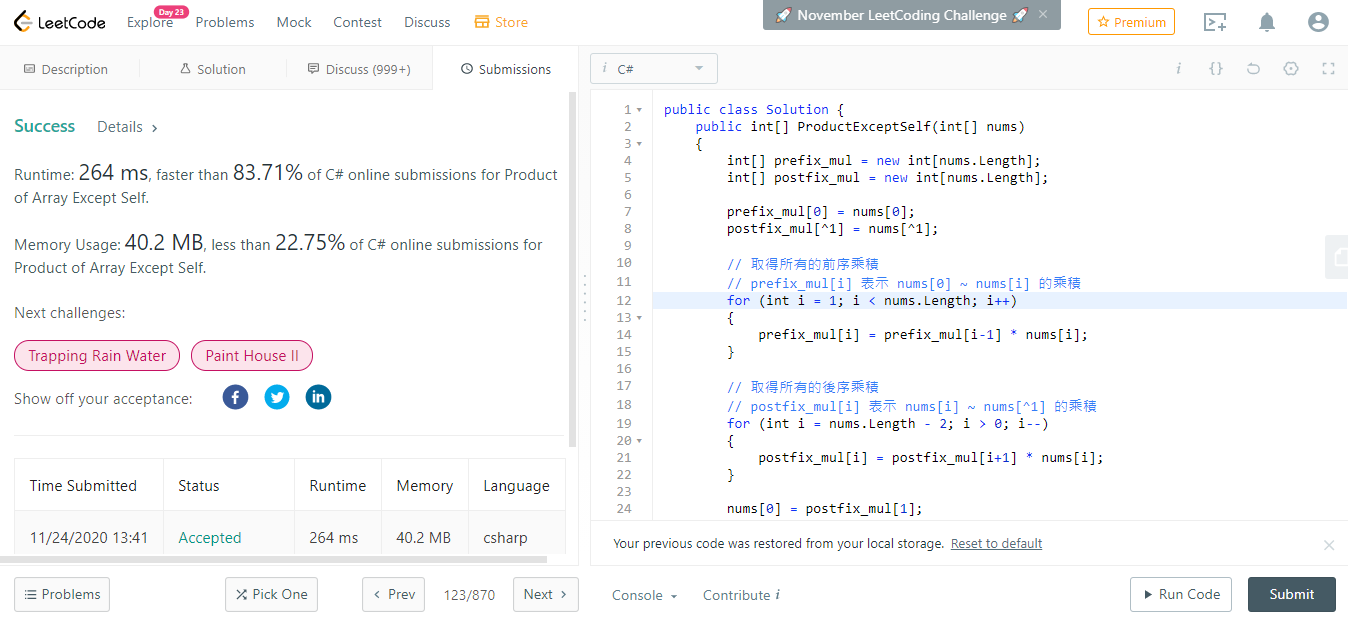 LeetCode
Explore
Day 23
Problems
Mock
Contest
Discuss
Store
November LeetCoding Challenge
Premium
Description
Solution
Discuss (999+)
Submissions
Success
Details
Runtime: 264 ms, faster than 83.71% of C# online submissions for Product
of Array Except Self.
Memory Usage: 40.2 MB, less than 22.75% of C# online submissions for
Product of Array Except Self.
Next challenges:
Trapping Rain Water
Paint House II
Show off your acceptance:
Time Submitted Status Runtime Memory Language
11/24/2020 13:41 Accepted 264 ms 40.2 MB csharp
Problems
Pick One
Prev
123/870
Next
i C#
1 public class Solution {
2 public int[] ProductExceptSelf(int[] nums)
3 {
4 int[] prefix_mul = new int[nums.Length];
5 int[] postfix_mul = new int[nums.Length];
6
7 prefix_mul[0] = nums[0];
8 postfix_mul[^1] = nums[^1];
9
10 // 取得所有的前序乘積
11 // prefix_mul[i] 表示 nums[0] ~ nums[i] 的乘積
12 for (int i = 1; i < nums.Length; i++)
13 {
14 prefix_mul[i] = prefix_mul[i-1] * nums[i];
15 }
16
17 // 取得所有的後序乘積
18 // postfix_mul[i] 表示 nums[i] ~ nums[^1] 的乘積
19 for (int i = nums.Length - 2; i > 0; i--)
20 {
21 postfix_mul[i] = postfix_mul[i+1] * nums[i];
22 }
23
24 nums[0] = postfix_mul[1];
Your previous code was restored from your local storage. Reset to default
Console
Contribute i
Run Code
Submit